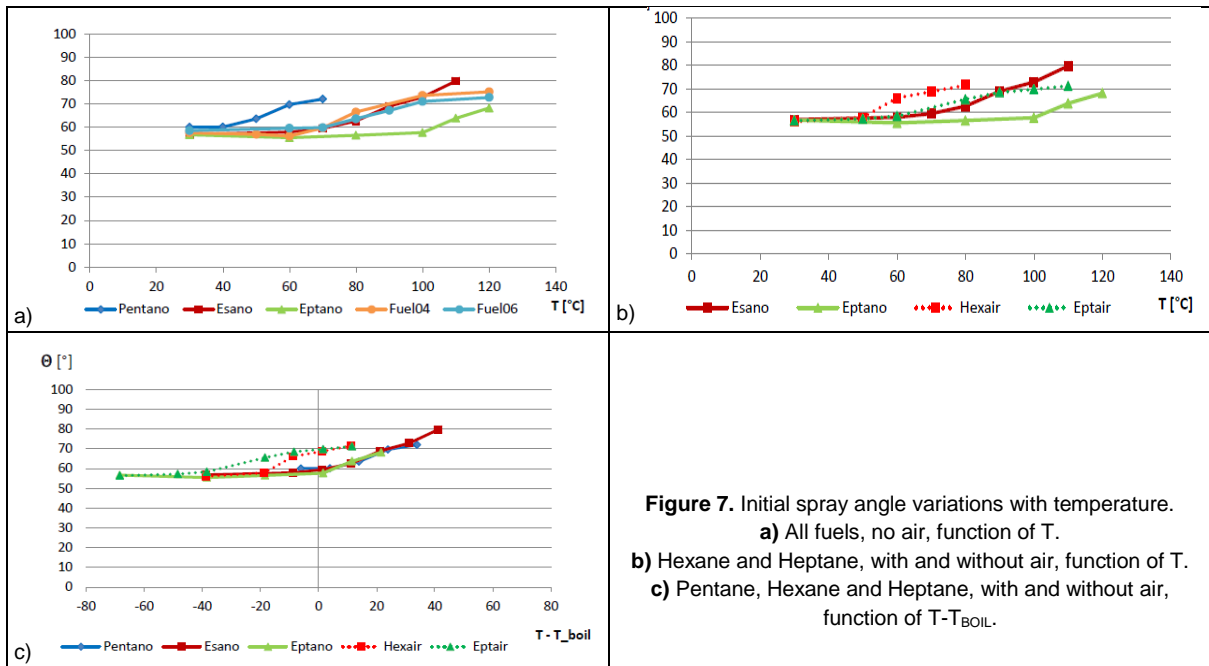 100
90
80
70
60
50
40
30
20
10
0
0 20 40 60 80 100 120 140
T [°C]
Pentano Esano Eptano Fuel04 Fuel06
a)
100
90
80
70
60
50
40
30
20
10
0
0 20 40 60 80 100 120 140
T [°C]
Esano Eptano Hexair Eptair
b)
Θ [°]
100
90
80
70
60
50
40
30
20
10
0
-80 -60 -40 -20 0 20 40 60 80
T - T_boil
Pentano Esano Eptano Hexair Eptair
c)
Figure 7. Initial spray angle variations with temperature.
a) All fuels, no air, function of T.
b) Hexane and Heptane, with and without air, function of T.
c) Pentane, Hexane and Heptane, with and without air,
function of T-TBOIL.